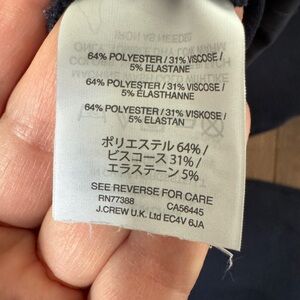 64% POLYESTER / 31% VISCOSE /
5% ELASTANE
64% POLYESTER / 31% VISCOSE /
5% ÉLASTHANNE
64% POLYESTER / 31% VISKOSE /
5% ELASTAN
ポリエステル 64% /
ビスコース 31% /
エラステーン 5%
SEE REVERSE FOR CARE
RN77388 CA56445
J.CREW U.K. Ltd EC4V 6JA